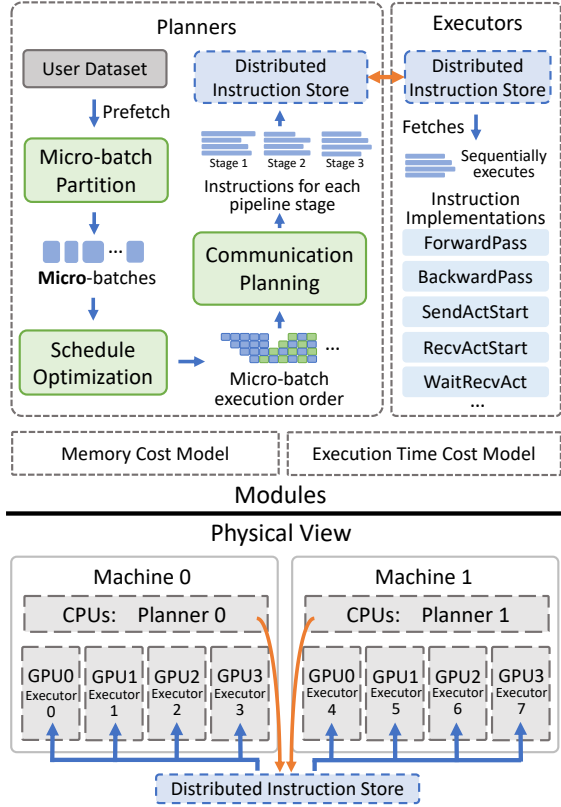 Planners
User Dataset
Prefetch
Micro-batch
Partition
Micro-batches
Schedule
Optimization
Micro-batch
execution order
Communication
Planning
Instructions for each
pipeline stage
Stage 1 Stage 2 Stage 3
Distributed
Instruction Store
Executors
Distributed
Instruction Store
Fetches
Sequentially
executes
Instruction
Implementations
ForwardPass
BackwardPass
SendActStart
RecvActStart
WaitRecvAct
...
Memory Cost Model
Execution Time Cost Model
Modules
Physical View
Machine 0
CPUs: Planner 0
GPU0
Executor
0
GPU1
Executor
1
GPU2
Executor
2
GPU3
Executor
3
Machine 1
CPUs: Planner 1
GPU0
Executor
4
GPU1
Executor
5
GPU2
Executor
6
GPU3
Executor
7
Distributed Instruction Store